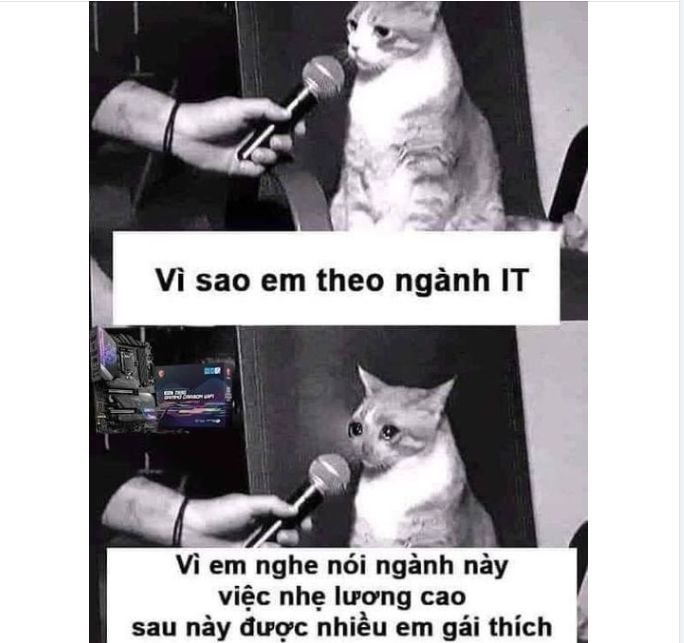 Vì sao em theo ngành IT
Vì em nghe nói ngành này
việc nhẹ lương cao
sau này được nhiều em gái thích